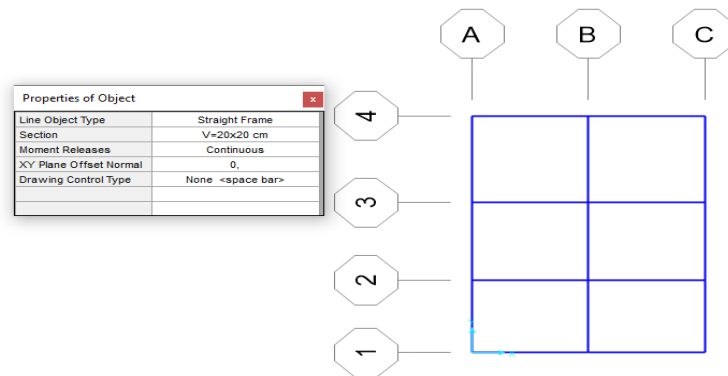 A B C
Properties of Object
Line Object Type Straight Frame
Section V=20x20 cm
Moment Releases Continuous
XY Plane Offset Normal 0,
Drawing Control Type None <space bar>
4
3
2
1